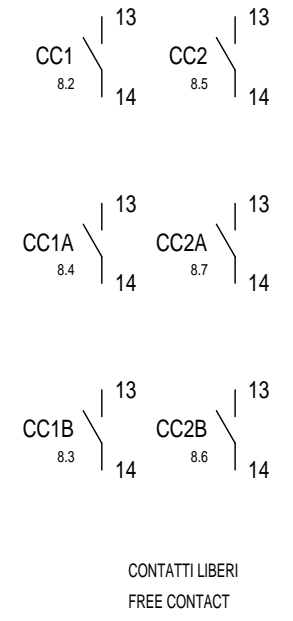 13 13
CC1 CC2
8.2 8.5
14 14
13 13
CC1A CC2A
8.4 8.7
14 14
13 13
CC1B CC2B
8.3 8.6
14 14
CONTATTI LIBERI
FREE CONTACT